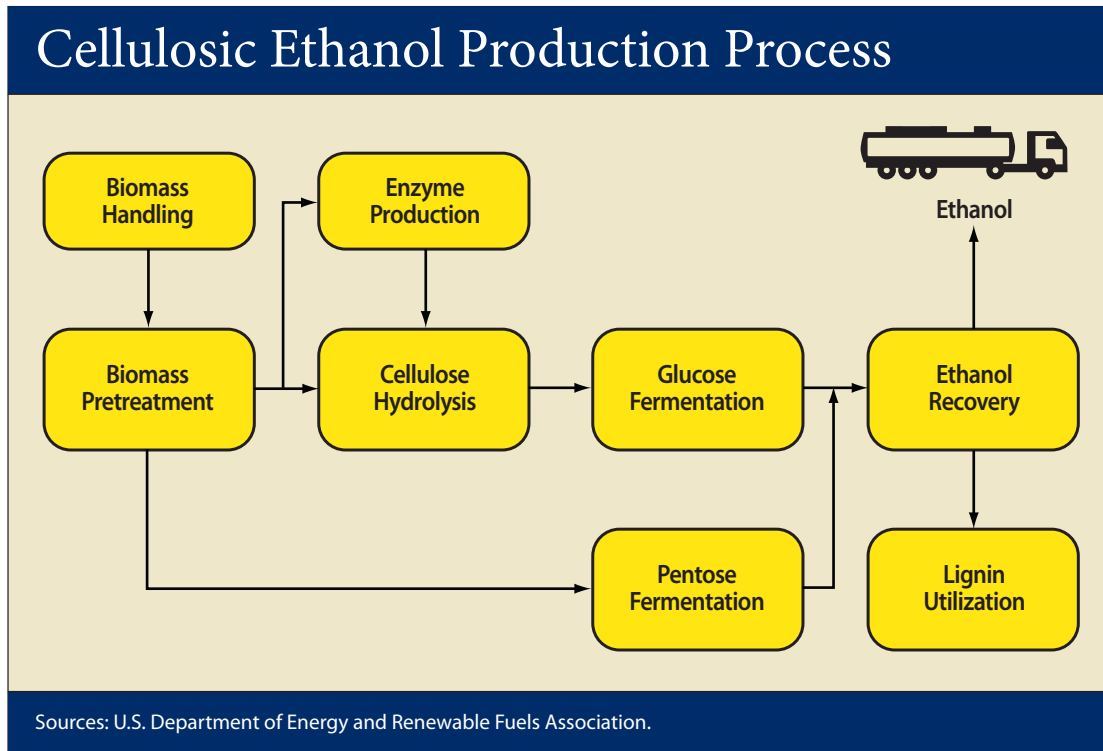 Cellulosic Ethanol Production Process
Biomass
Handling
Enzyme
Production
Ethanol
Biomass
Pretreatment
Cellulose
Hydrolysis
Glucose
Fermentation
Ethanol
Recovery
Pentose
Fermentation
Lignin
Utilization
Sources: U.S. Department of Energy and Renewable Fuels Association.